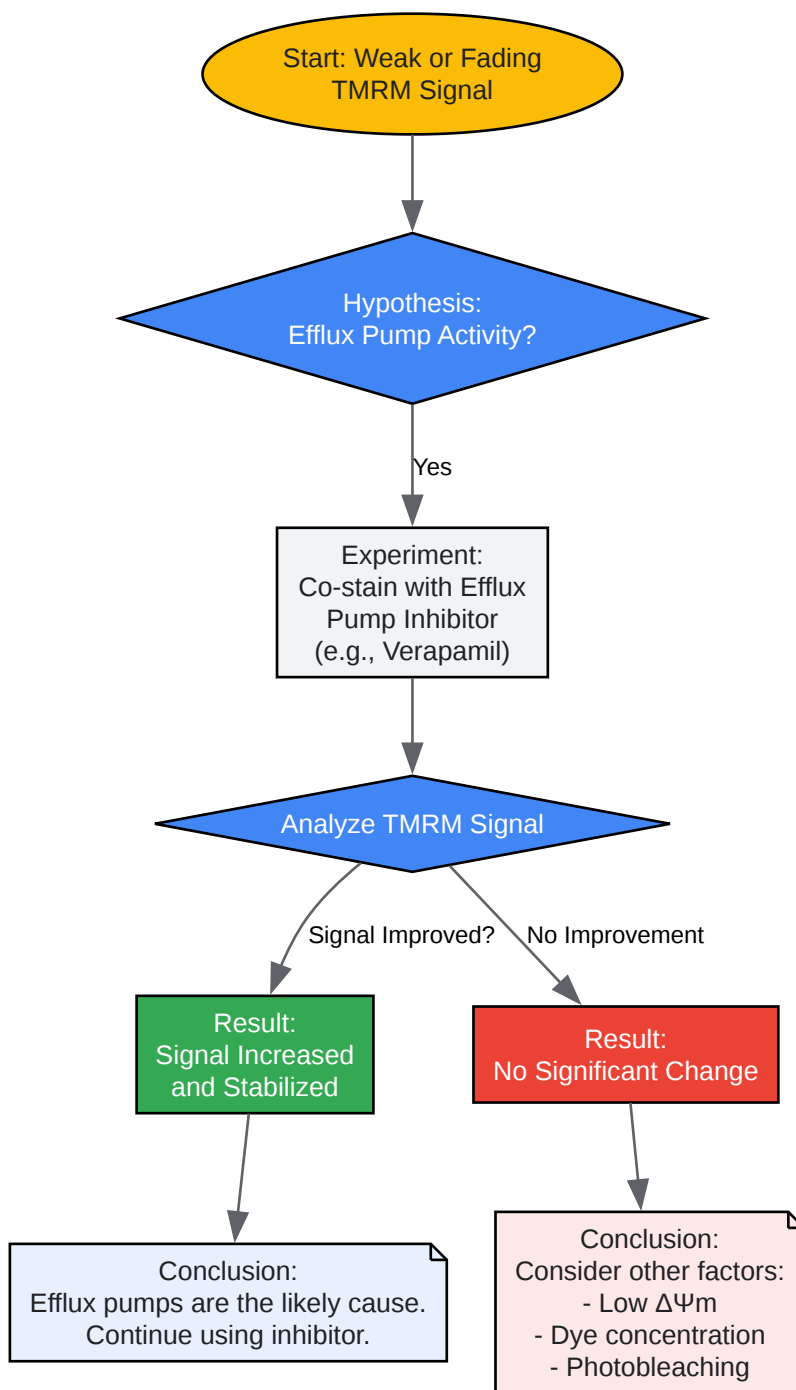 Start: Weak or Fading
TMRM Signal
Hypothesis:
Efflux Pump Activity?
Yes
Experiment:
Co-stain with Efflux
Pump Inhibitor
(e.g., Verapamil)
Analyze TMRM Signal
Signal Improved?
No Improvement
Result:
Signal Increased
and Stabilized
Result:
No Significant Change
Conclusion:
Efflux pumps are the likely cause.
Continue using inhibitor.
Conclusion:
Consider other factors:
- Low ΔΨm
- Dye concentration
- Photobleaching